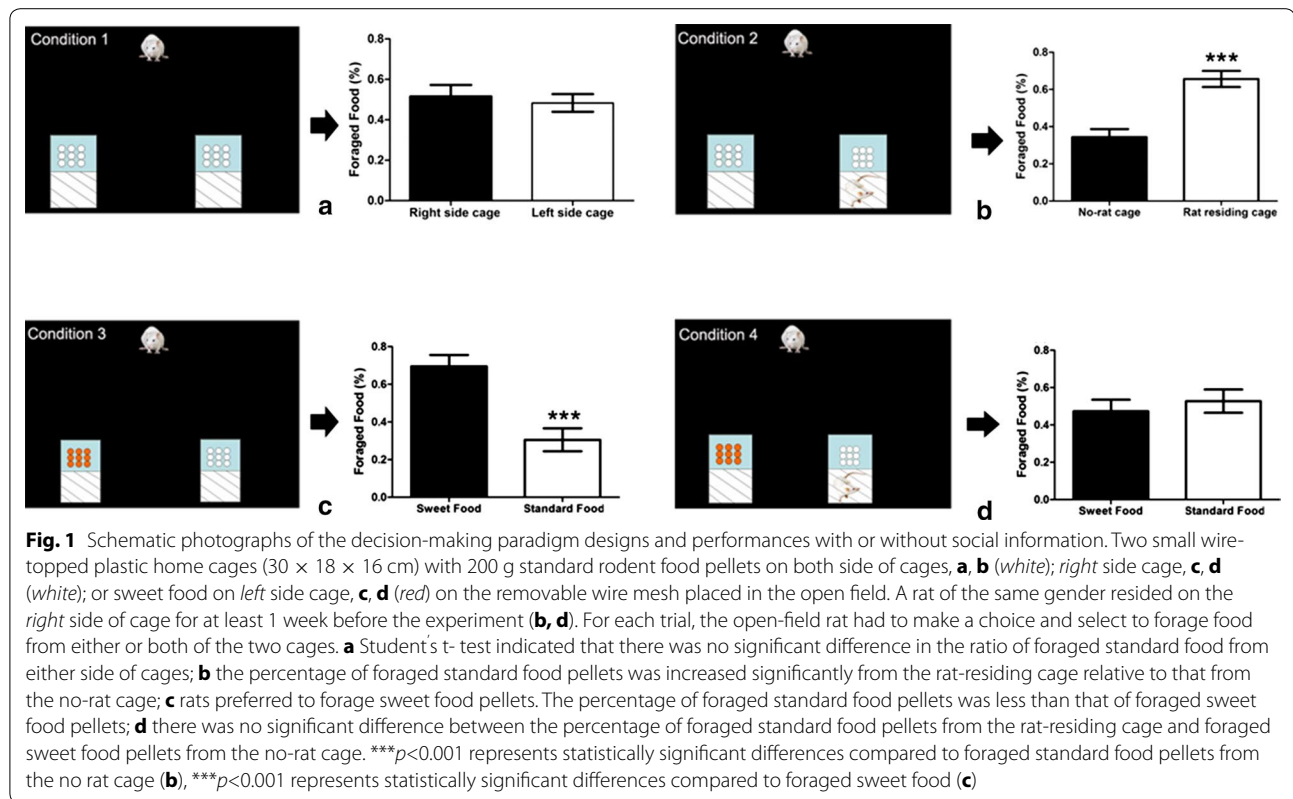 Condition 1
Foraged Food (%)
0.8
0.6
0.4
0.2
0.0
Right side cage
Left side cage
a
Condition 2
Foraged Food (%)
0.8
0.6
0.4
0.2
0.0
***
No-rat cage
Rat residing cage
b
Condition 3
Foraged Food (%)
0.8
0.6
0.4
0.2
0.0
***
Sweet Food
Standard Food
c
Condition 4
Foraged Food (%)
0.8
0.6
0.4
0.2
0.0
Sweet Food
Standard Food
d
Fig. 1 Schematic photographs of the decision-making paradigm designs and performances with or without social information. Two small wire-
topped plastic home cages (30 × 18 × 16 cm) with 200 g standard rodent food pellets on both side of cages, a, b (white); right side cage, c, d
(white); or sweet food on left side cage, c, d (red) on the removable wire mesh placed in the open field. A rat of the same gender resided on the
right side of cage for at least 1 week before the experiment (b, d). For each trial, the open-field rat had to make a choice and select to forage food
from either or both of the two cages. a Student's t- test indicated that there was no significant difference in the ratio of foraged standard food from
either side of cages; b the percentage of foraged standard food pellets was increased significantly from the rat-residing cage relative to that from
the no-rat cage; c rats preferred to forage sweet food pellets. The percentage of foraged standard food pellets was less than that of foraged sweet
food pellets; d there was no significant difference between the percentage of foraged standard food pellets from the rat-residing cage and foraged
sweet food pellets from the no-rat cage. ***p<0.001 represents statistically significant differences compared to foraged standard food pellets from
the no rat cage (b), ***p<0.001 represents statistically significant differences compared to foraged sweet food (c)